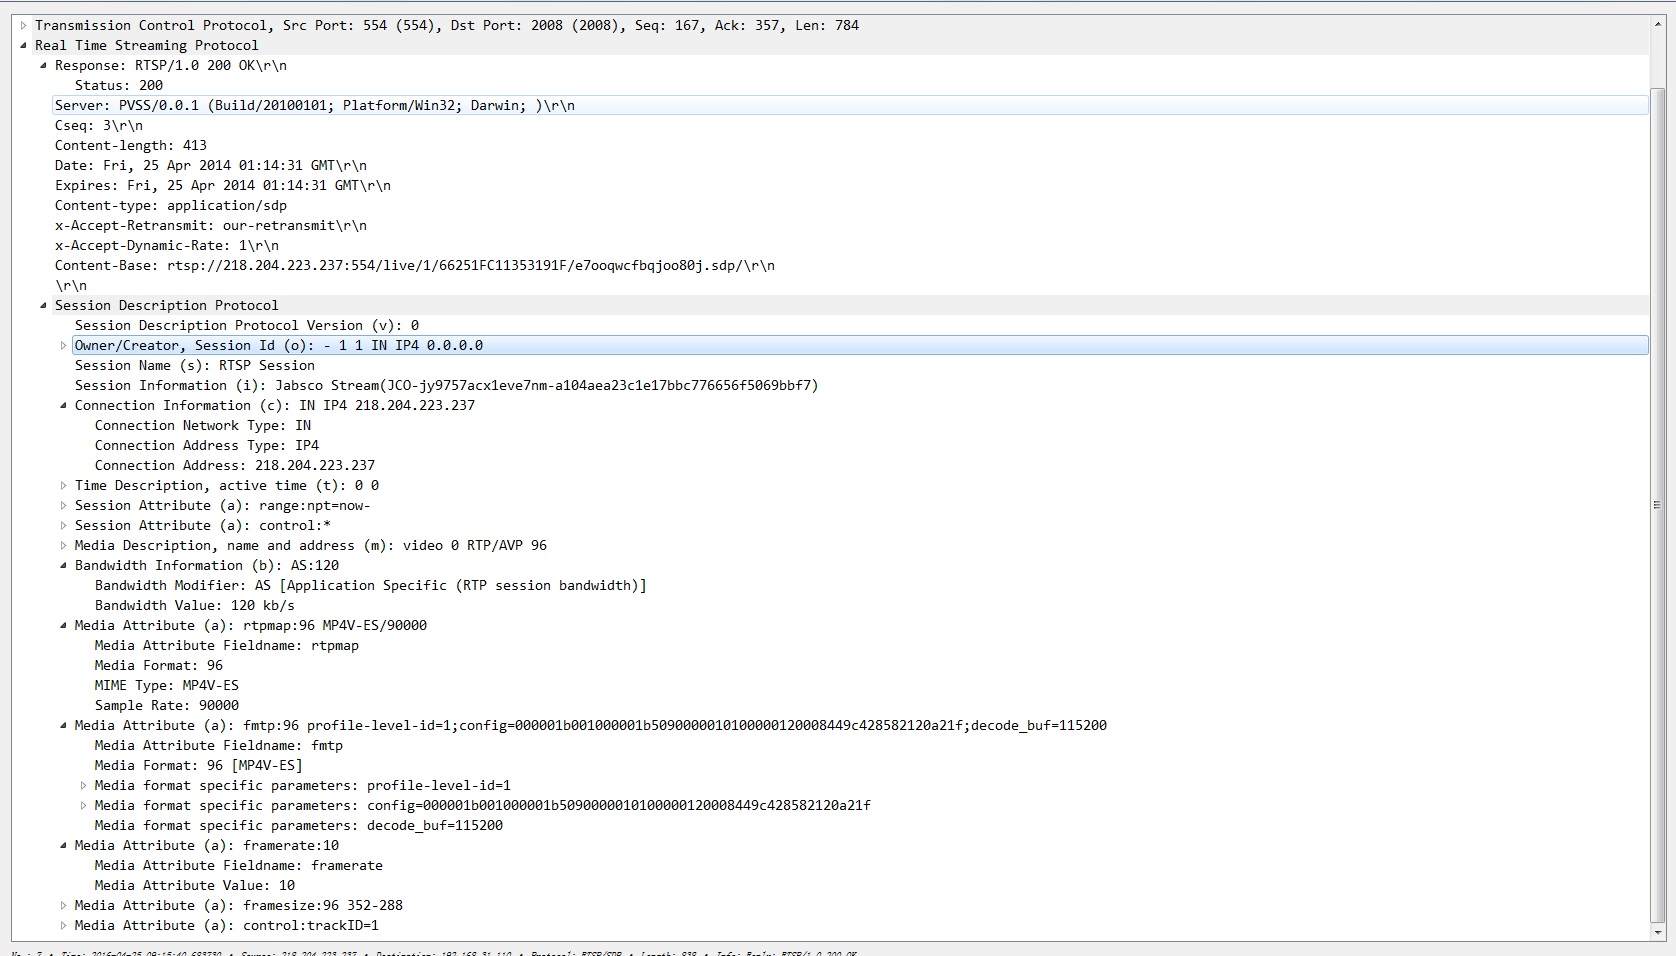 Transmission Control Protocol, Src Port: 554 (554), Dst Port: 2008 (2008), Seq: 167, Ack: 357, Len: 784
Real Time Streaming Protocol
Response: RTSP/1.0 200 OK\r\n
Status: 200
Server: PVSS/0.0.1 (Build/20100101; Platform/Win32; Darwin; )\r\n
Cseq: 3\r\n
Content-length: 413
Date: Fri, 25 Apr 2014 01:14:31 GMT\r\n
Expires: Fri, 25 Apr 2014 01:14:31 GMT\r\n
Content-type: application/sdp
x-Accept-Retransmit: our-retransmit\r\n
x-Accept-Dynamic-Rate: 1\r\n
Content-Base: rtsp://218.204.223.237:554/live/1/66251FC11353191F/e7ooqwcfbqjoo80j.sdp/\r\n
\r\n
Session Description Protocol
Session Description Protocol Version (v): 0
Owner/Creator, Session Id (o): - 1 1 IN IP4 0.0.0.0
Session Name (s): RTSP Session
Session Information (i): Jabsco Stream(JCO-jy9757acx1eve7nm-a104aea23c1e17bbc776656f5069bbf7)
Connection Information (c): IN IP4 218.204.223.237
Connection Network Type: IN
Connection Address Type: IP4
Connection Address: 218.204.223.237
Time Description, active time (t): 0 0
Session Attribute (a): range:npt=now-
Session Attribute (a): control:*
Media Description, name and address (m): video 0 RTP/AVP 96
Bandwidth Information (b): AS:120
Bandwidth Modifier: AS [Application Specific (RTP session bandwidth)]
Bandwidth Value: 120 kb/s
Media Attribute (a): rtpmap:96 MP4V-ES/90000
Media Attribute Fieldname: rtpmap
Media Format: 96
MIME Type: MP4V-ES
Sample Rate: 90000
Media Attribute (a): fmtp:96 profile-level-id=1;config=000001b001000001b5090000010100000120008449c428582120a21f;decode_buf=115200
Media Attribute Fieldname: fmtp
Media Format: 96 [MP4V-ES]
Media format specific parameters: profile-level-id=1
Media format specific parameters: config=000001b001000001b5090000010100000120008449c428582120a21f
Media format specific parameters: decode_buf=115200
Media Attribute (a): framerate:10
Media Attribute Fieldname: framerate
Media Attribute Value: 10
Media Attribute (a): framesize:96 352-288
Media Attribute (a): control:trackID=1